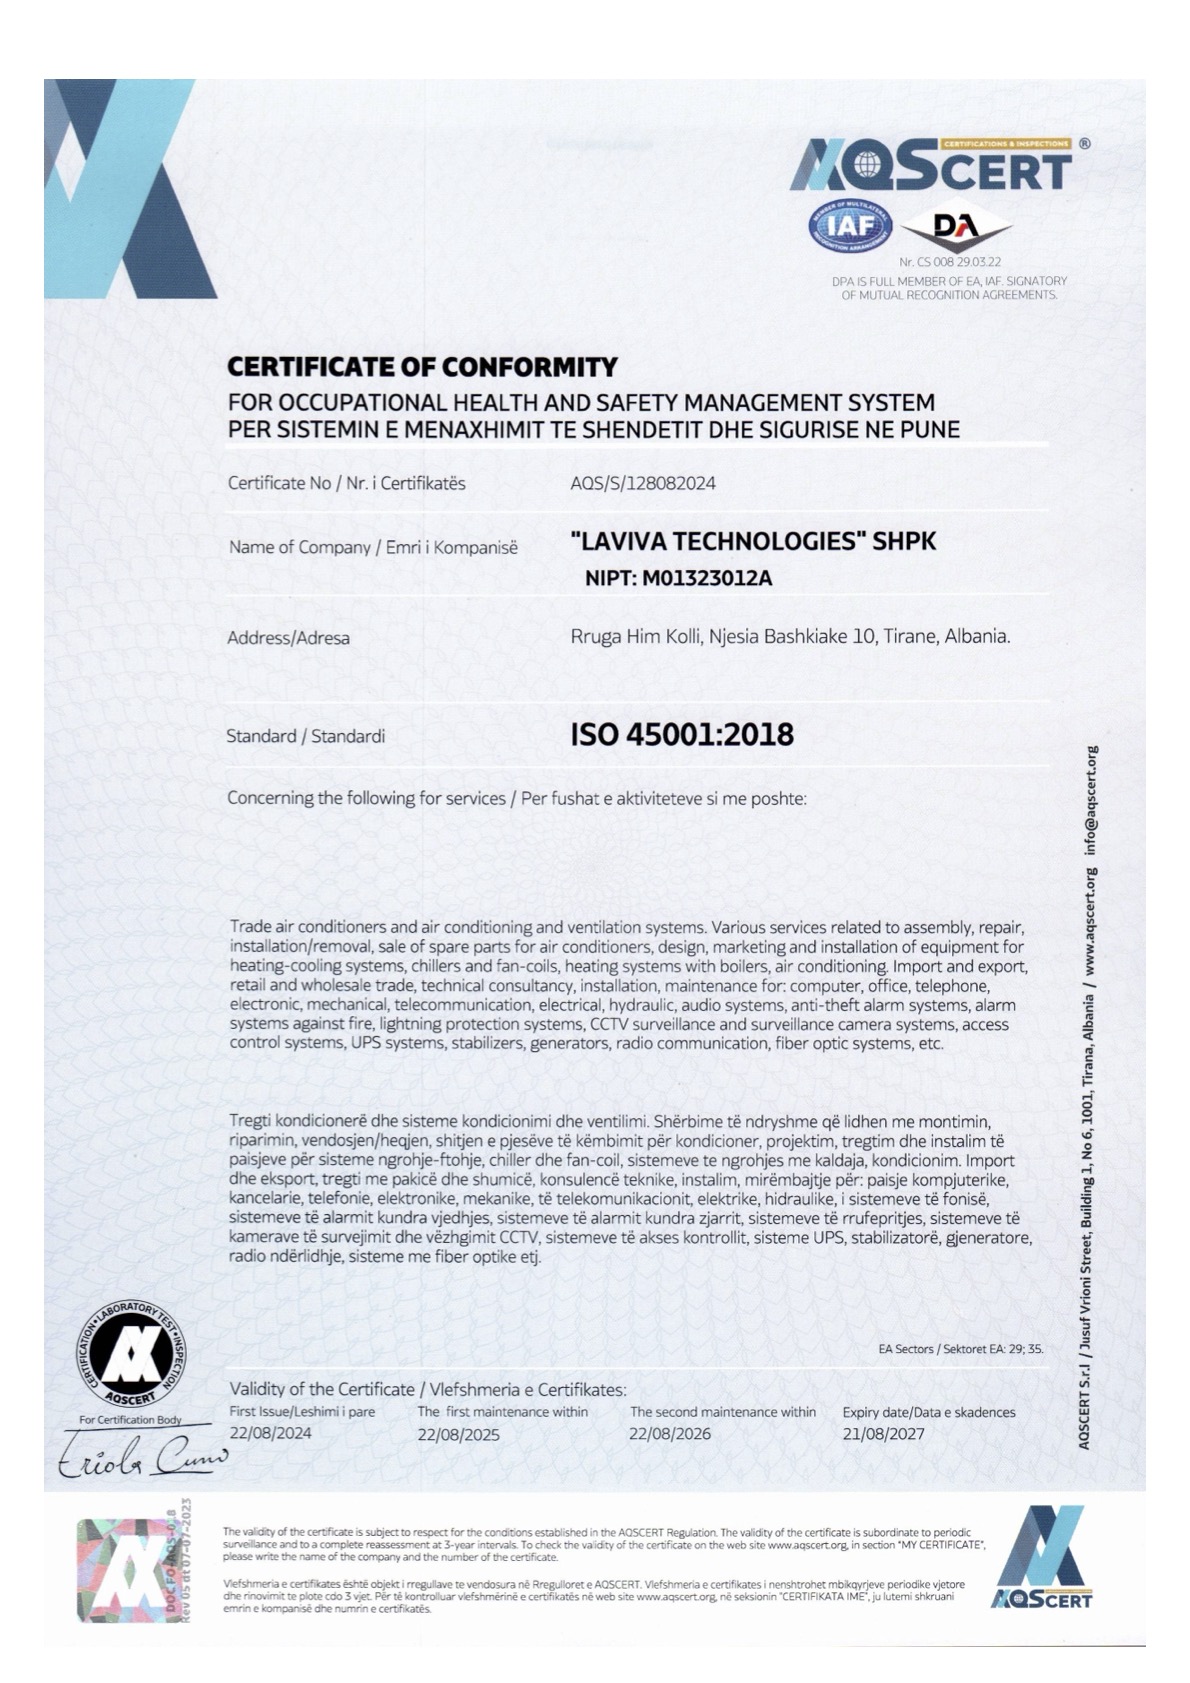 AQSCERT ®
CERTIFICATIONS & INSPECTIONS
MEMBER OF MULTILATERAL
IAF
RECOGNITION ARRANGEMENT
DA
Nr. CS 008 29.03.22
DPA IS FULL MEMBER OF EA, IAF. SIGNATORY
OF MUTUAL RECOGNITION AGREEMENTS.
CERTIFICATE OF CONFORMITY
FOR OCCUPATIONAL HEALTH AND SAFETY MANAGEMENT SYSTEM
PER SISTEMIN E MENAXHIMIT TE SHENDETIT DHE SIGURISE NE PUNE
Certificate No / Nr. i Certifikatës AQS/S/128082024
Name of Company / Emri i Kompanisë "LAVIVA TECHNOLOGIES" SHPK
NIPT: M01323012A
Address/Adresa Rruga Him Kolli, Njesia Bashkiake 10, Tirane, Albania.
Standard / Standardi ISO 45001:2018
Concerning the following for services / Per fushat e aktiviteteve si me poshte:
Trade air conditioners and air conditioning and ventilation systems. Various services related to assembly, repair,
installation/removal, sale of spare parts for air conditioners, design, marketing and installation of equipment for
heating-cooling systems, chillers and fan-coils, heating systems with boilers, air conditioning. Import and export,
retail and wholesale trade, technical consultancy, installation, maintenance for: computer, office, telephone,
electronic, mechanical, telecommunication, electrical, hydraulic, audio systems, anti-theft alarm systems, alarm
systems against fire, lightning protection systems, CCTV surveillance and surveillance camera systems, access
control systems, UPS systems, stabilizers, generators, radio communication, fiber optic systems, etc.
Tregti kondicionerë dhe sisteme kondicionimi dhe ventilimi. Shërbime të ndryshme që lidhen me montimin,
riparimin, vendosjen/heqjen, shitjen e pjesëve të këmbimit për kondicioner, projektim, tregtim dhe instalim të
paisjeve për sisteme ngrohje-ftohje, chiller dhe fan-coil, sistemeve te ngrohjes me kaldaja, kondicionim. Import
dhe eksport, tregti me pakicë dhe shumicë, konsulencë teknike, instalim, mirëmbajtje për: paisje kompjuterike,
kancelarie, telefonie, elektronike, mekanike, të telekomunikacionit, elektrike, hidraulike, i sistemeve të fonisë,
sistemeve të alarmit kundra vjedhjes, sistemeve të alarmit kundra zjarrit, sistemeve të rrufepritjes, sistemeve të
kamerave të survejimit dhe vëzhgimit CCTV, sistemeve të akses kontrollit, sisteme UPS, stabilizatorë, gjeneratore,
radio ndërlidhje, sisteme me fiber optike etj.
AQSCERT S.r.l / Jusuf Vrioni Street, Building 1, No 6, 1001, Tirana, Albania / www.aqscert.org info@aqscert.org
EA Sectors / Sektoret EA: 29; 35.
CERTIFICATION • LABORATORY TEST • INSPECTION
AQSCERT
For Certification Body
Eriola Cuno
Validity of the Certificate / Vlefshmeria e Certifikates:
First Issue/Leshimi i pare The first maintenance within The second maintenance within Expiry date/Data e skadences
22/08/2024 22/08/2025 22/08/2026 21/08/2027
DOC FO-AQS-018
Rev 05 dt 07-07-2023
The validity of the certificate is subject to respect for the conditions established in the AQSCERT Regulation. The validity of the certificate is subordinate to periodic
surveillance and to a complete reassessment at 3-year intervals. To check the validity of the certificate on the web site www.aqscert.org, in section "MY CERTIFICATE",
please write the name of the company and the number of the certificate.
Vlefshmeria e certifikates është objekt i rregullave te vendosura në Rregulloret e AQSCERT. Vlefshmeria e certifikates i nenshtrohet mbikqyrjeve periodike vjetore
dhe rinovimit te plote cdo 3 vjet. Për të kontrolluar vlefshmërinë e certifikatës në web site www.aqscert.org, në seksionin "CERTIFIKATA IME", ju lutemi shkruani
emrin e kompanisë dhe numrin e certifikatës.
AQSCERT